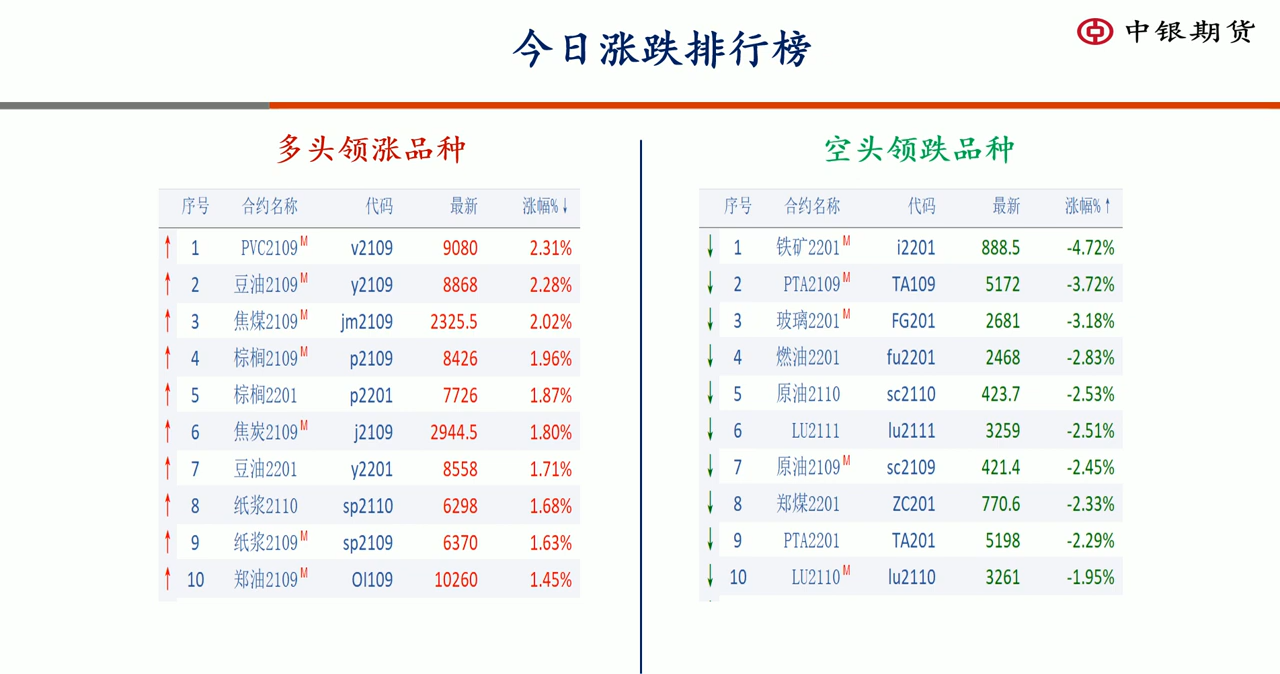 今日涨跌排行榜
中银期货
多头领涨品种
序号 合约名称 代码 最新 涨幅%↓
↑ 1 PVC2109 M v2109 9080 2.31%
↑ 2 豆油2109 M y2109 8868 2.28%
↑ 3 焦煤2109 M jm2109 2325.5 2.02%
↑ 4 棕榈2109 M p2109 8426 1.96%
↑ 5 棕榈2201 p2201 7726 1.87%
↑ 6 焦炭2109 M j2109 2944.5 1.80%
↑ 7 豆油2201 y2201 8558 1.71%
↑ 8 纸浆2110 sp2110 6298 1.68%
↑ 9 纸浆2109 M sp2109 6370 1.63%
↑ 10 郑油2109 M OI109 10260 1.45%
空头领跌品种
序号 合约名称 代码 最新 涨幅%↑
↓ 1 铁矿2201 M i2201 888.5 -4.72%
↓ 2 PTA2109 M TA109 5172 -3.72%
↓ 3 玻璃2201 M FG201 2681 -3.18%
↓ 4 燃油2201 fu2201 2468 -2.83%
↓ 5 原油2110 sc2110 423.7 -2.53%
↓ 6 LU2111 lu2111 3259 -2.51%
↓ 7 原油2109 M sc2109 421.4 -2.45%
↓ 8 郑煤2201 ZC201 770.6 -2.33%
↓ 9 PTA2201 TA201 5198 -2.29%
↓ 10 LU2110 M lu2110 3261 -1.95%